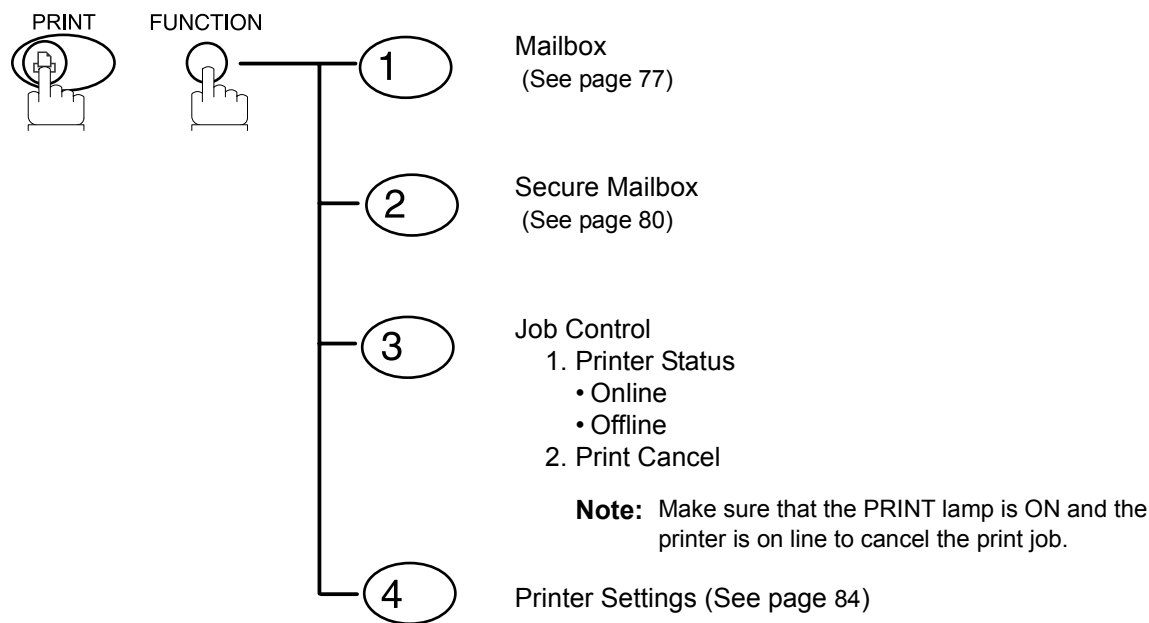 PRINT FUNCTION
1
Mailbox
(See page 77)
2
Secure Mailbox
(See page 80)
3
Job Control
1. Printer Status
• Online
• Offline
2. Print Cancel
Note: Make sure that the PRINT lamp is ON and the
printer is on line to cancel the print job.
4
Printer Settings (See page 84)